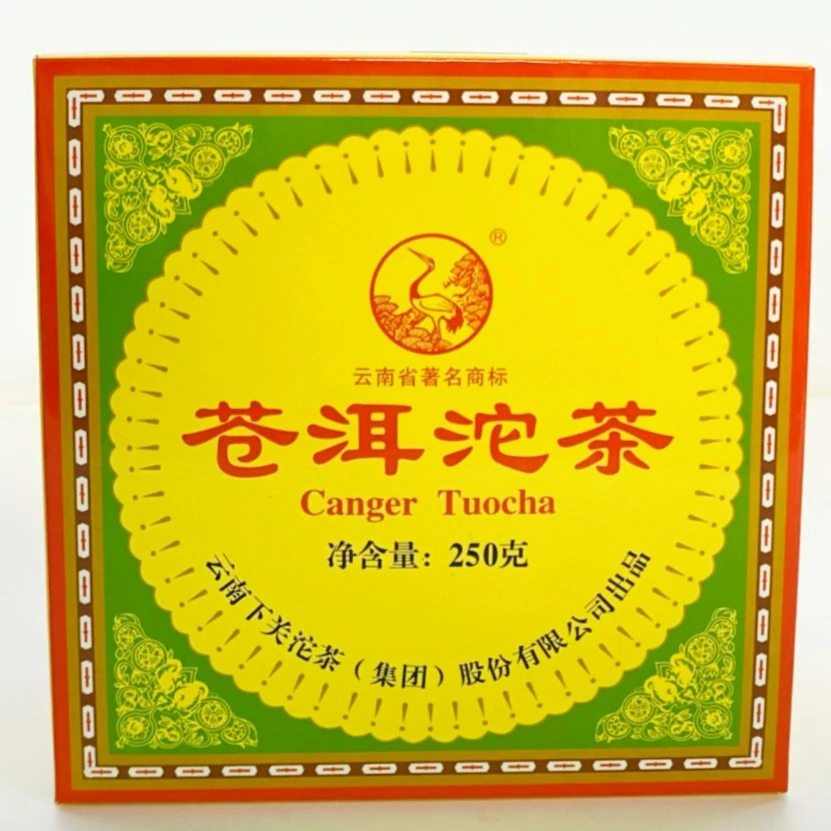 ®
云南省著名商标
苍洱沱茶
Canger Tuocha
净含量：250克
云南下关沱茶（集团）股份有限公司出品